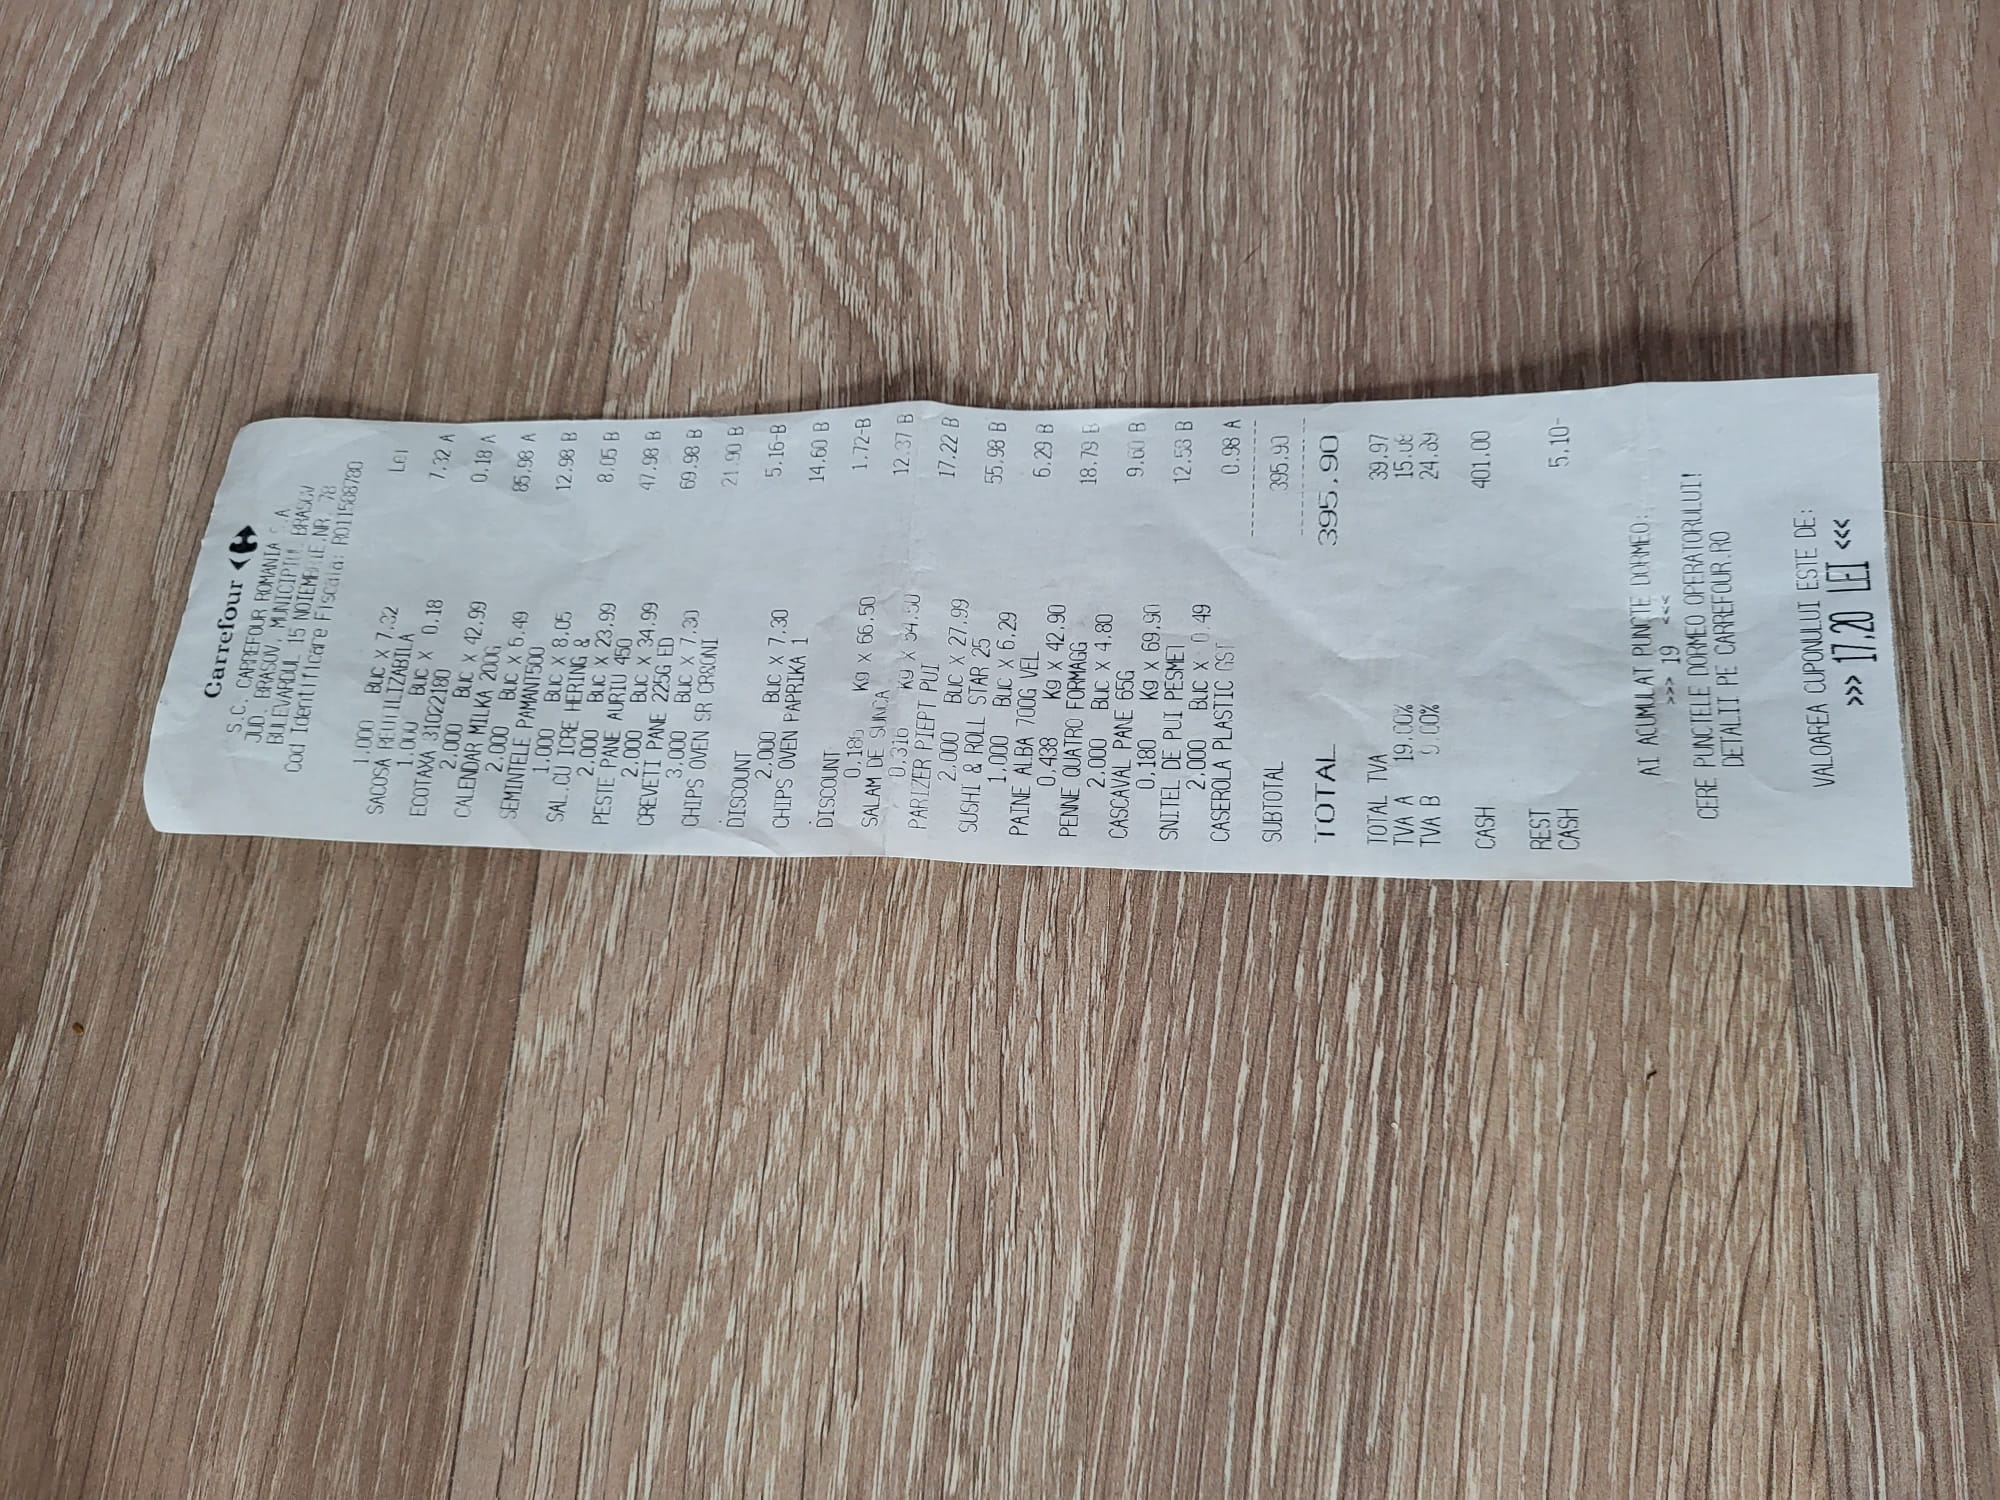 Carrefour
S.C. CARREFOUR ROMANIA S.A
JUD. BRASOV, MUNICIPIUL BRASOV
BULEVARDUL 15 NOIEMBRIE,NR. 78
Cod Identificare Fiscala: RO11588780
Lei
1.000 Buc X 7.32
SACOSA REUTILIZABILA 7.32 A
1.000 Buc X 0.18
ECOTAXA 31022180 0.18 A
2.000 Buc X 42.99
CALENDAR MILKA 200G 85.98 A
2.000 Buc X 6.49
SEMINTELE PAMANT500 12.98 B
1.000 Buc X 8.05
SAL.CU ICRE HERING & 8.05 B
2.000 Buc X 23.99
PESTE PANE AURIU 450 47.98 B
2.000 Buc X 34.99
CREVETI PANE 225G ED 69.98 B
3.000 Buc X 7.30
CHIPS OVEN SR CR&ONI 21.90 B
.
DISCOUNT 5.16-B
2.000 Buc X 7.30
CHIPS OVEN PAPRIKA 1 14.60 B
.
DISCOUNT 1.72-B
0.186 Kg X 66.50
SALAM DE SUNCA 12.37 B
0.316 Kg X 54.50
PARIZER PIEPT PUI 17.22 B
2.000 Buc X 27.99
SUSHI & ROLL STAR 25 55.98 B
1.000 Buc X 6.29
PAINE ALBA 700G VEL 6.29 B
0.438 Kg X 42.90
PENNE QUATRO FORMAGG 18.79 B
2.000 Buc X 4.80
CASCAVAL PANE 65G 9.60 B
0.180 Kg X 69.90
SNITEL DE PUI PESMET 12.58 B
2.000 Buc X 0.49
CASEROLA PLASTIC GST 0.98 A
SUBTOTAL 395.90
TOTAL 395.90
TOTAL TVA 39.97
TVA A 19.00% 15.08
TVA B 9.00% 24.89
CASH 401.00
REST
CASH 5.10-
AI ACUMULAT PUNCTE DORMEO:
>>> 19 <<<
CERE PUNCTELE DORMEO OPERATORULUI!
DETALII PE CARREFOUR.RO
VALOAREA CUPONULUI ESTE DE:
>>> 17.20 LEI <<<